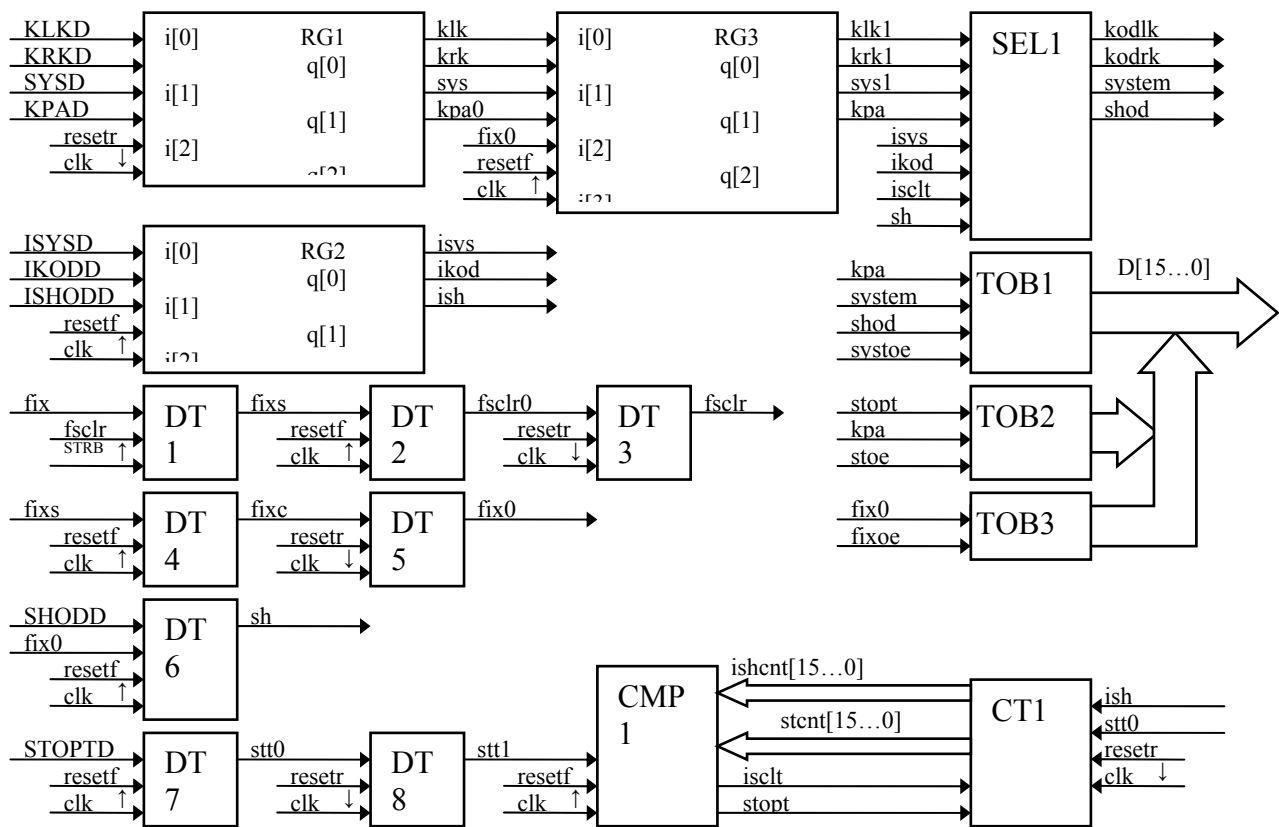 KLKD
KRKD
SYSD
KPAD
resetr
clk ↓
i[0] RG1
q[0]
i[1]
q[1]
i[2]
q[2]
klk
krk
sys
kpa0
fix0
resetf
clk ↑
i[0] RG3
q[0]
i[1]
q[1]
i[2]
q[2]
i[3]
klk1
krk1
sys1
kpa
isys
ikod
isclt
sh
SEL1
kodlk
kodrk
system
shod
ISYSD
IKODD
ISHODD
resetf
clk ↑
i[0] RG2
q[0]
i[1]
q[1]
i[2]
isys
ikod
ish
kpa
system
shod
systoe
TOB1
D[15...0]
fix
fsclr
STRB ↑
DT
1
fixs
resetf
clk ↑
DT
2
fsclr0
resetr
clk ↓
DT
3
fsclr
stopt
kpa
stoe
TOB2
fixs
resetf
clk ↑
DT
4
fixc
resetr
clk ↓
DT
5
fix0
fix0
fixoe
TOB3
SHODD
fix0
resetf
clk ↑
DT
6
sh
STOPTD
resetf
clk ↑
DT
7
stt0
resetr
clk ↓
DT
8
stt1
resetf
clk ↑
CMP
1
ishcnt[15...0]
stcnt[15...0]
isclt
stopt
CT1
ish
stt0
resetr
clk ↓